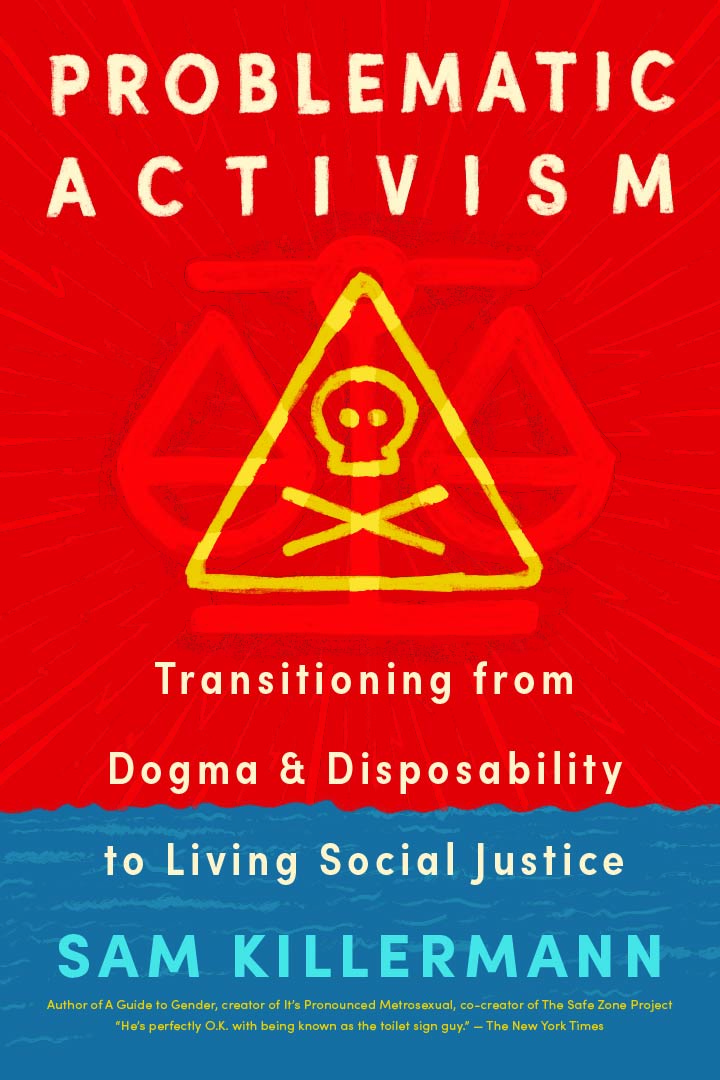 PROBLEMATIC
ACTIVISM
Transitioning from
Dogma & Disposability
to Living Social Justice
SAM KILLERMANN
Author of A Guide to Gender, creator of It's Pronounced Metrosexual, co-creator of The Safe Zone Project
"He's perfectly O.K. with being known as the toilet sign guy." — The New York Times